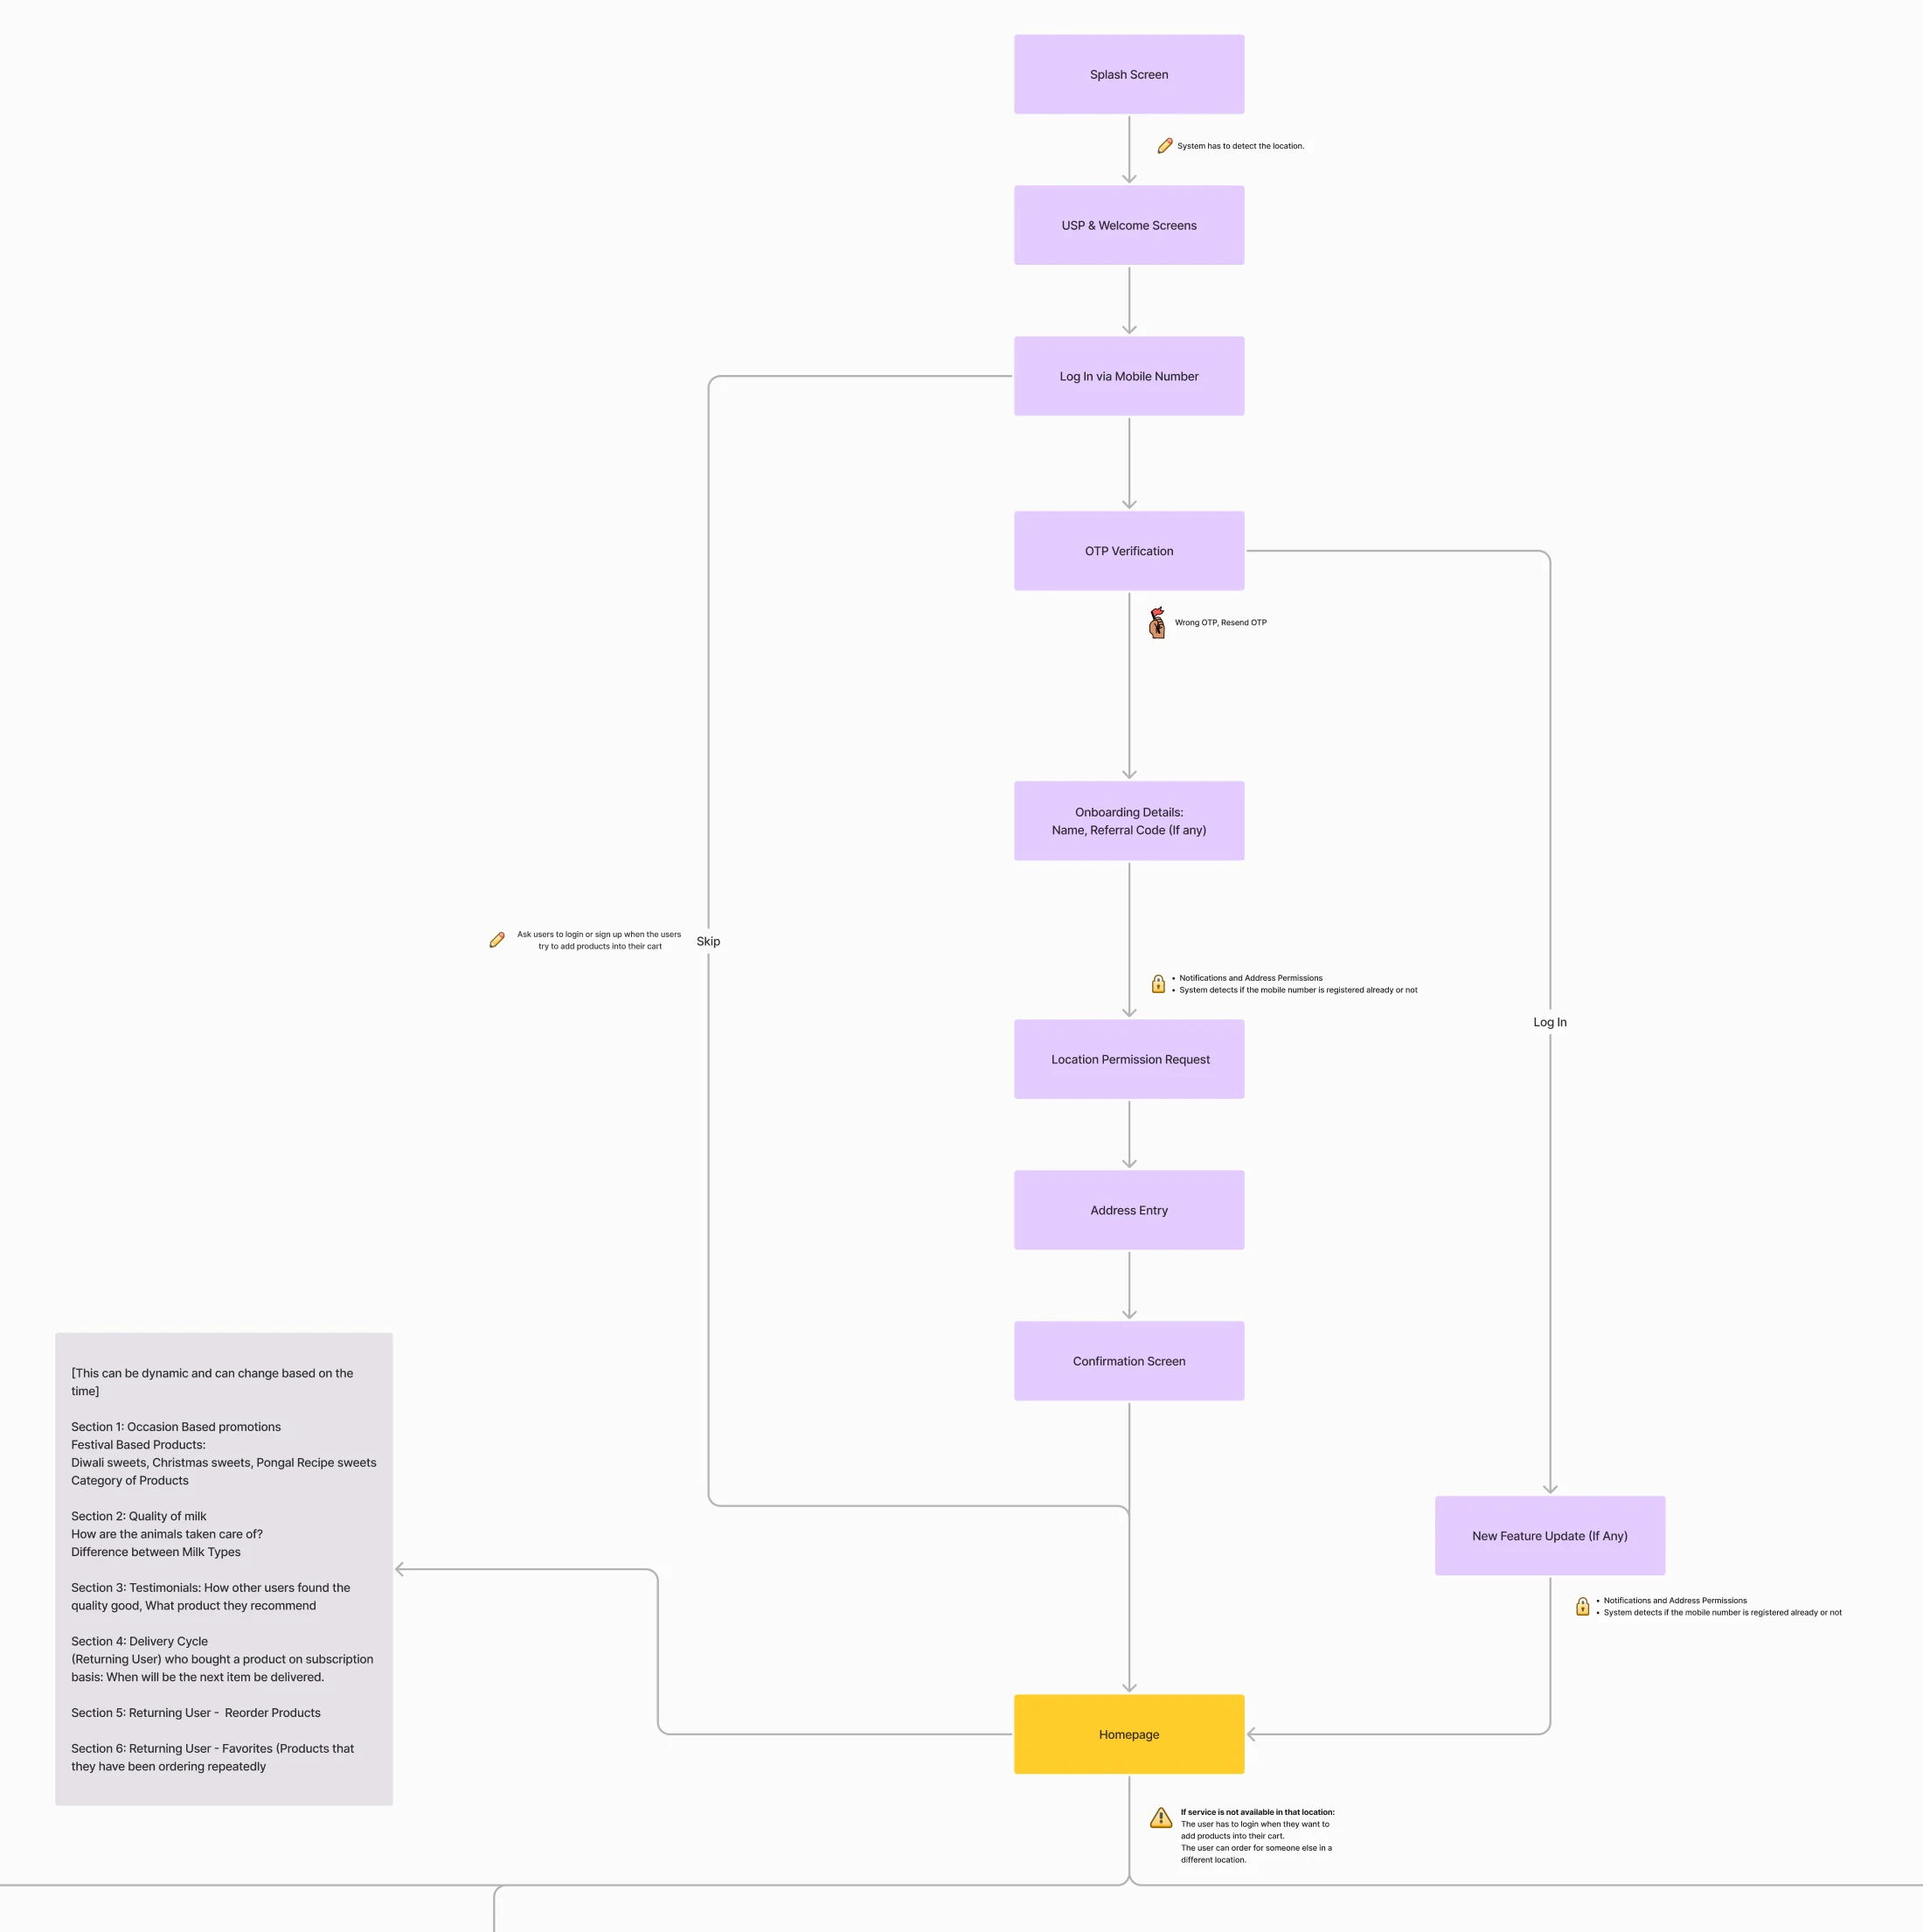 Splash Screen
System has to detect the location.
USP & Welcome Screens
Log In via Mobile Number
OTP Verification
Wrong OTP, Resend OTP
Onboarding Details:
Name, Referral Code (If any)
Ask users to login or sign up when the users
try to add products into their cart
Skip
• Notifications and Address Permissions
• System detects if the mobile number is registered already or not
Log In
Location Permission Request
Address Entry
Confirmation Screen
[This can be dynamic and can change based on the
time]
Section 1: Occasion Based promotions
Festival Based Products:
Diwali sweets, Christmas sweets, Pongal Recipe sweets
Category of Products
Section 2: Quality of milk
How are the animals taken care of?
Difference between Milk Types
Section 3: Testimonials: How other users found the
quality good, What product they recommend
Section 4: Delivery Cycle
(Returning User) who bought a product on subscription
basis: When will be the next item be delivered.
Section 5: Returning User -  Reorder Products
Section 6: Returning User - Favorites (Products that
they have been ordering repeatedly
New Feature Update (If Any)
• Notifications and Address Permissions
• System detects if the mobile number is registered already or not
Homepage
If service is not available in that location:
The user has to login when they want to
add products into their cart.
The user can order for someone else in a
different location.